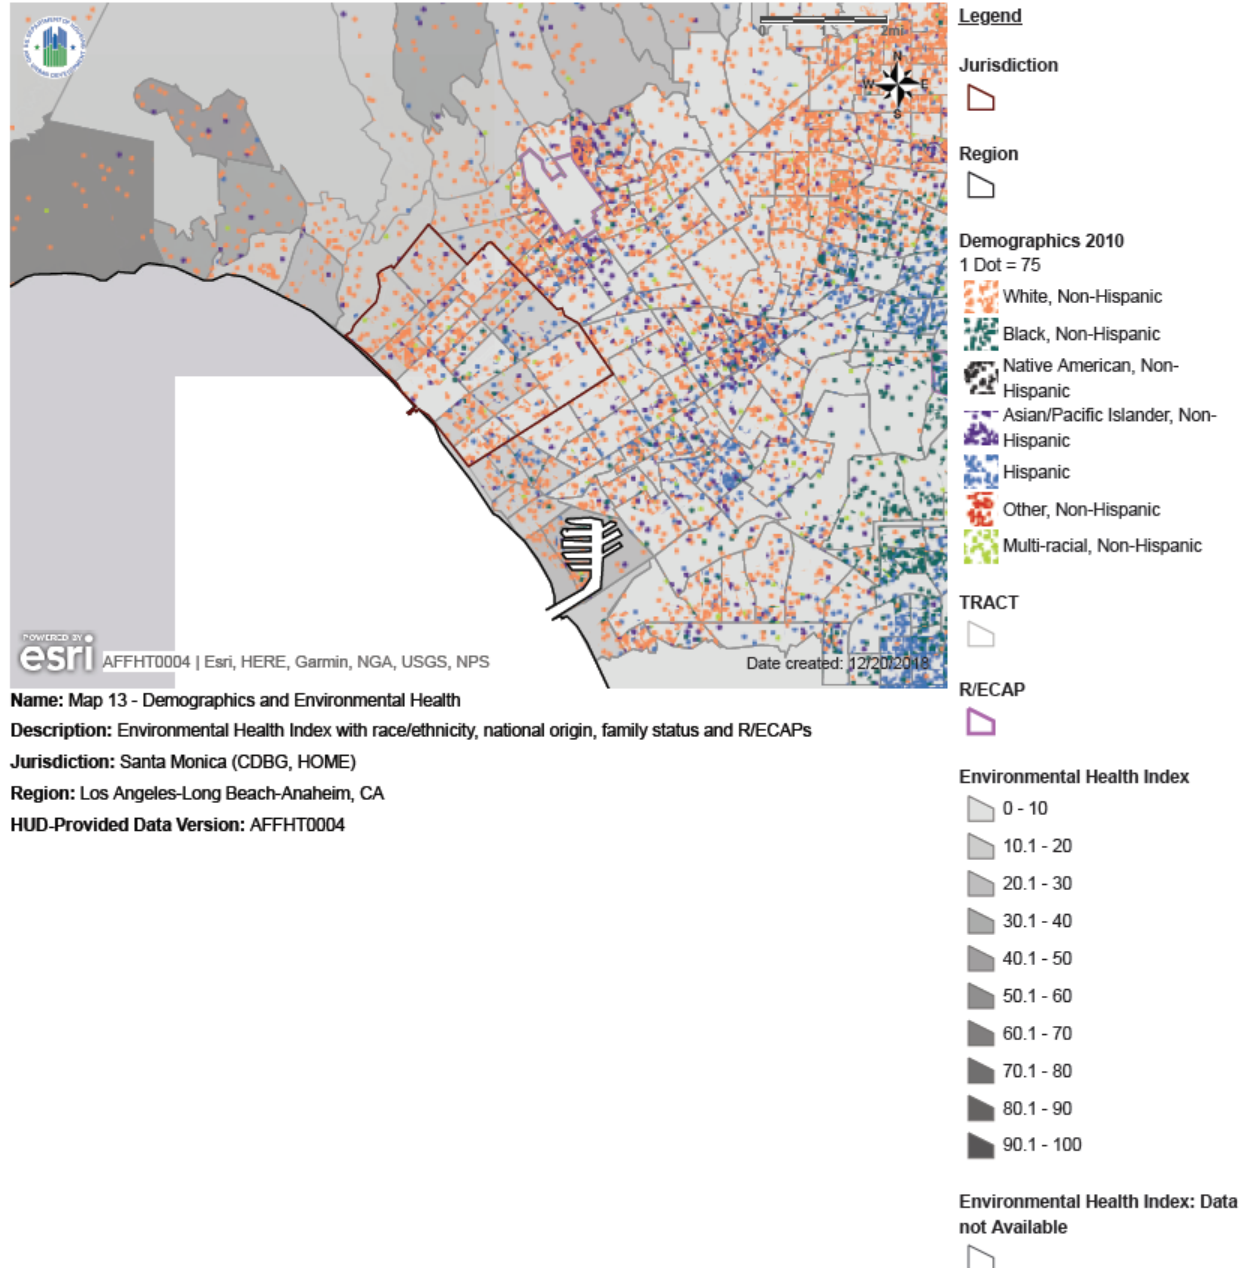 0 1 2mi
N
W E
S
POWERED BY
esri
AFFHT0004 | Esri, HERE, Garmin, NGA, USGS, NPS
Date created: 12/20/2018
Name: Map 13 - Demographics and Environmental Health
Description: Environmental Health Index with race/ethnicity, national origin, family status and R/ECAPs
Jurisdiction: Santa Monica (CDBG, HOME)
Region: Los Angeles-Long Beach-Anaheim, CA
HUD-Provided Data Version: AFFHT0004
Legend
Jurisdiction
Region
Demographics 2010
1 Dot = 75
White, Non-Hispanic
Black, Non-Hispanic
Native American, Non-
Hispanic
Asian/Pacific Islander, Non-
Hispanic
Hispanic
Other, Non-Hispanic
Multi-racial, Non-Hispanic
TRACT
R/ECAP
Environmental Health Index
0 - 10
10.1 - 20
20.1 - 30
30.1 - 40
40.1 - 50
50.1 - 60
60.1 - 70
70.1 - 80
80.1 - 90
90.1 - 100
Environmental Health Index: Data
not Available